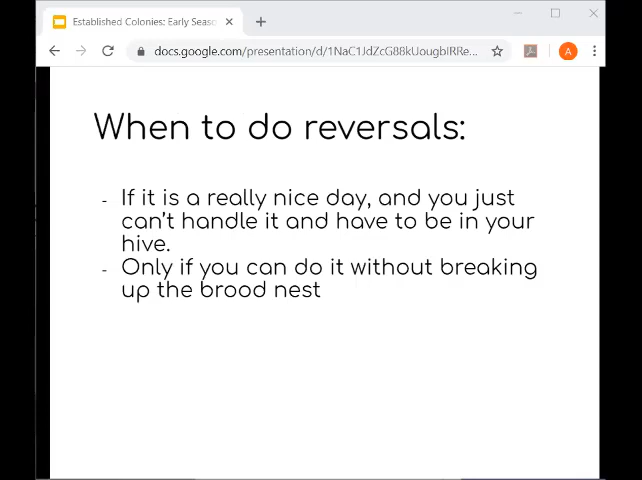 Established Colonies: Early Seaso
docs.google.com/presentation/d/1NaC1JdZcG88kUougbIRRe...
A
When to do reversals:
- If it is a really nice day, and you just
can't handle it and have to be in your
hive.
- Only if you can do it without breaking
up the brood nest